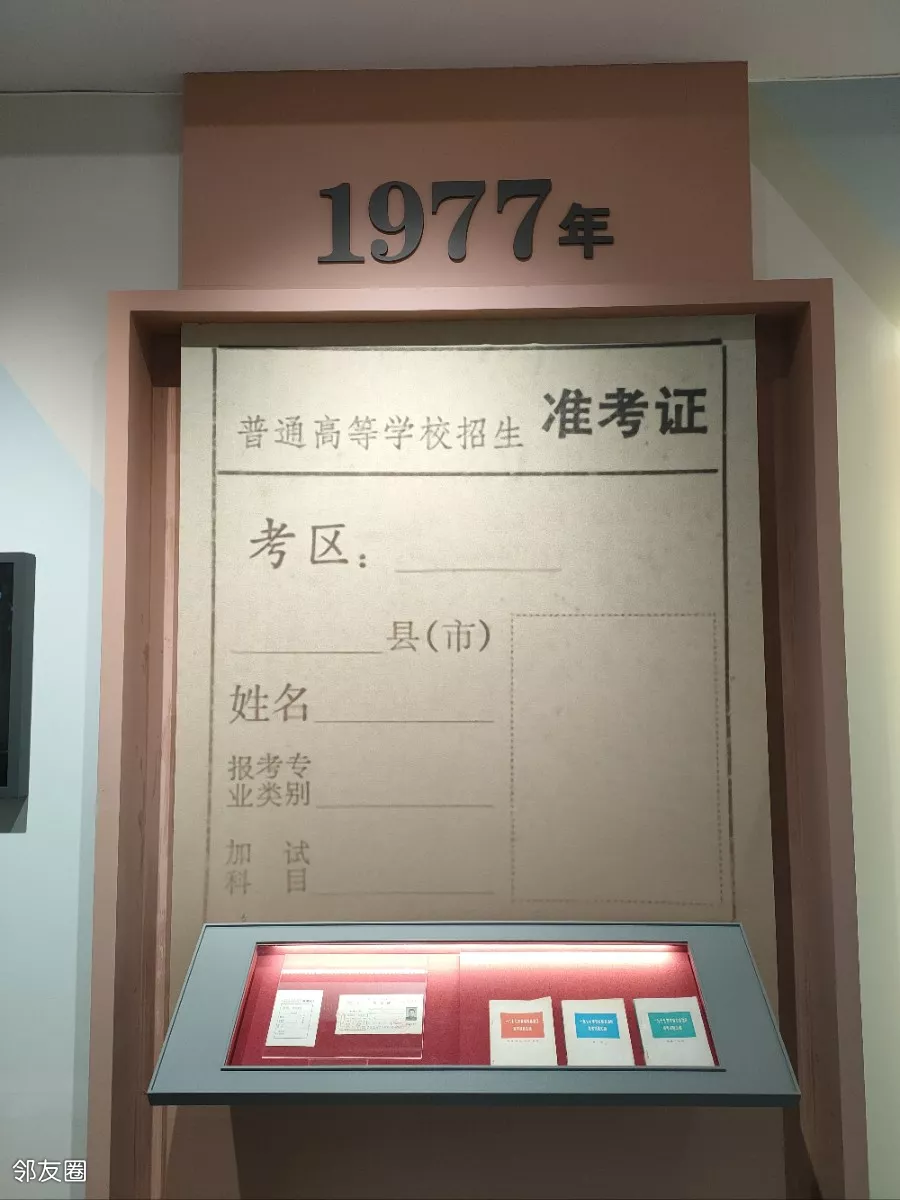 1977年
普通高等学校招生 准考证
考区：
县(市)
姓名
报考专
业类别
加试
科目
邻友圈